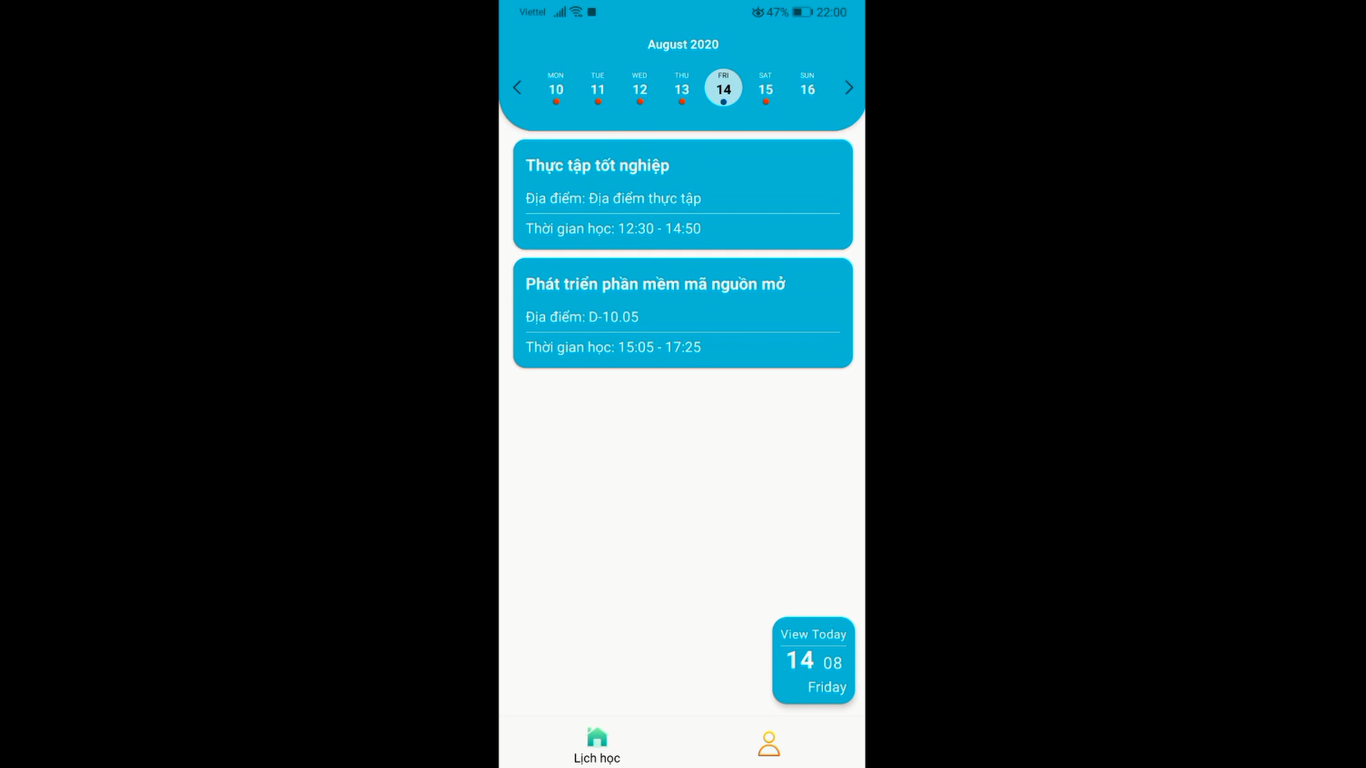 Viettel 47% 22:00
August 2020
MON TUE WED THU FRI SAT SUN
10 11 12 13 14 15 16
Thực tập tốt nghiệp
Địa điểm: Địa điểm thực tập
Thời gian học: 12:30 - 14:50
Phát triển phần mềm mã nguồn mở
Địa điểm: D-10.05
Thời gian học: 15:05 - 17:25
View Today
14 08
Friday
Lịch học